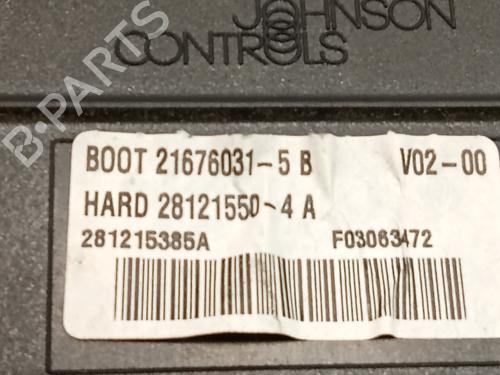 JOHNSON
CONTROLS
B-PARTS
BOOT 21676031-5 B V02-00
HARD 28121550-4 A
281215385A F03063472